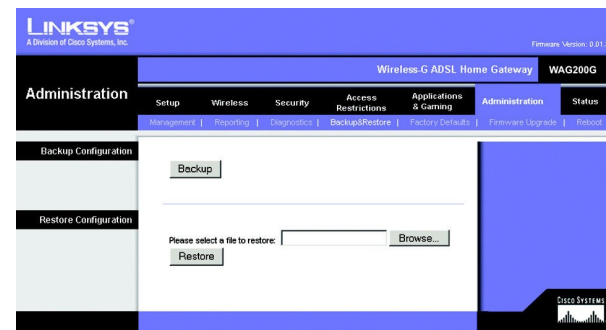 LINKSYS®
A Division of Cisco Systems, Inc.
Firmware Version: 0.01.
Wireless-G ADSL Home Gateway WAG200G
Administration
Setup Wireless Security Access Restrictions Applications & Gaming Administration Status
Management | Reporting | Diagnostics | Backup&Restore | Factory Defaults | Firmware Upgrade | Reboot
Backup Configuration
Backup
Restore Configuration
Please select a file to restore: Browse...
Restore
CISCO SYSTEMS